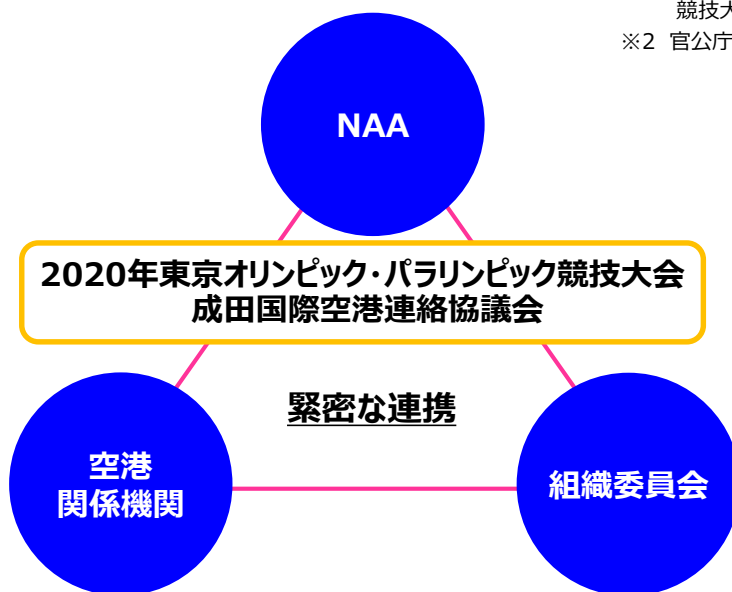 競技大
※2 官公庁
NAA
2020年東京オリンピック・パラリンピック競技大会
成田国際空港連絡協議会
緊密な連携
空港
関係機関
組織委員会